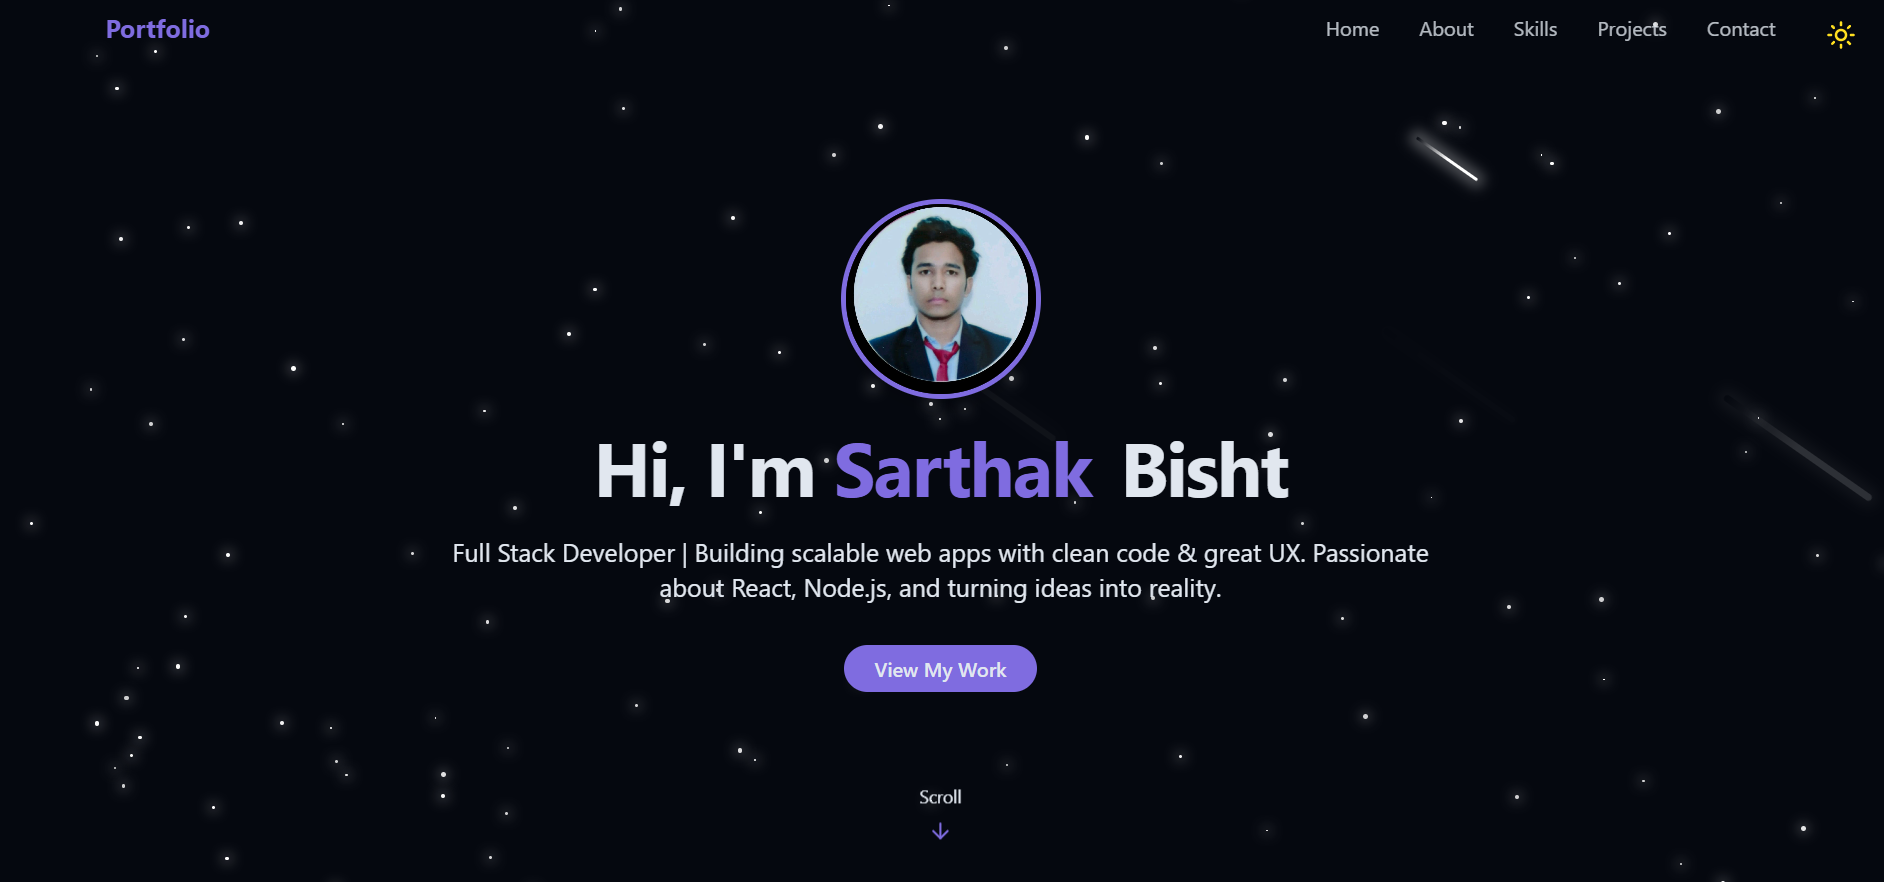 Portfolio
Home About Skills Projects Contact
Hi, I'm Sarthak Bisht
Full Stack Developer | Building scalable web apps with clean code & great UX. Passionate
about React, Node.js, and turning ideas into reality.
View My Work
Scroll